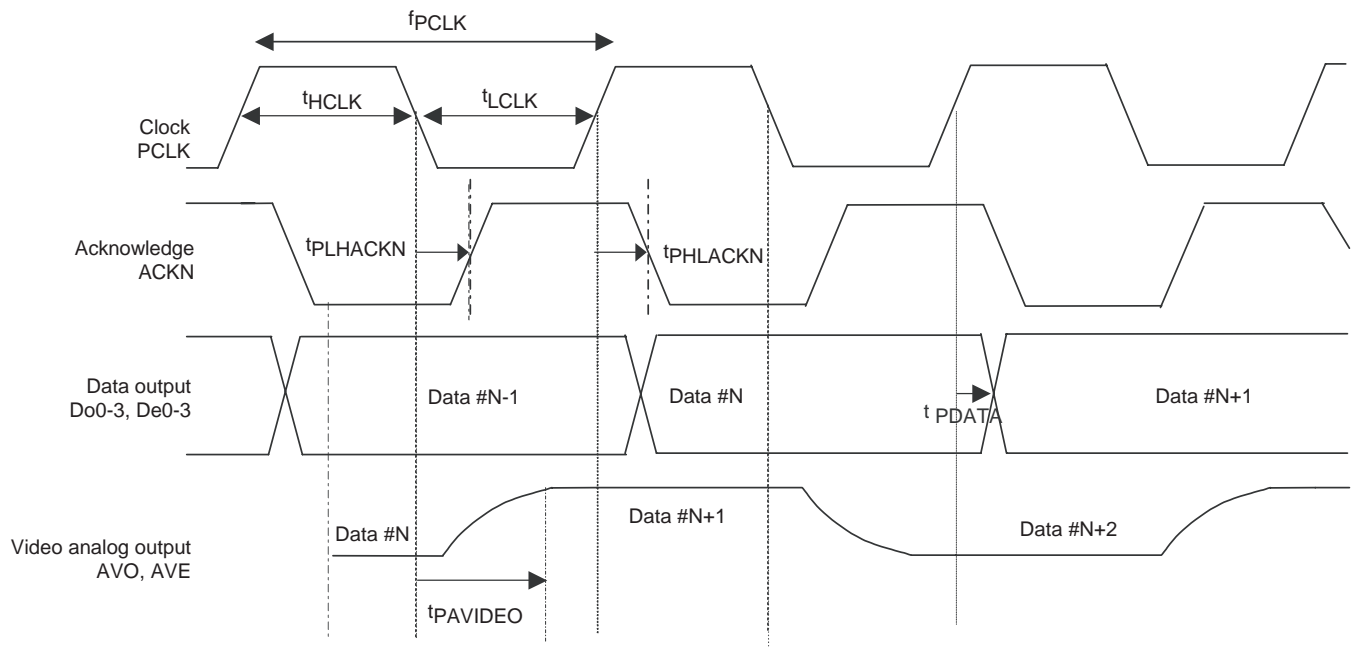 fPCLK
tHCLK
tLCLK
Clock
PCLK
Acknowledge
ACKN
tPLHACKN
tPHLACKN
Data output
Do0-3, De0-3
Data #N-1
Data #N
t PDATA
Data #N+1
Video analog output
AVO, AVE
Data #N
Data #N+1
Data #N+2
tPAVIDEO